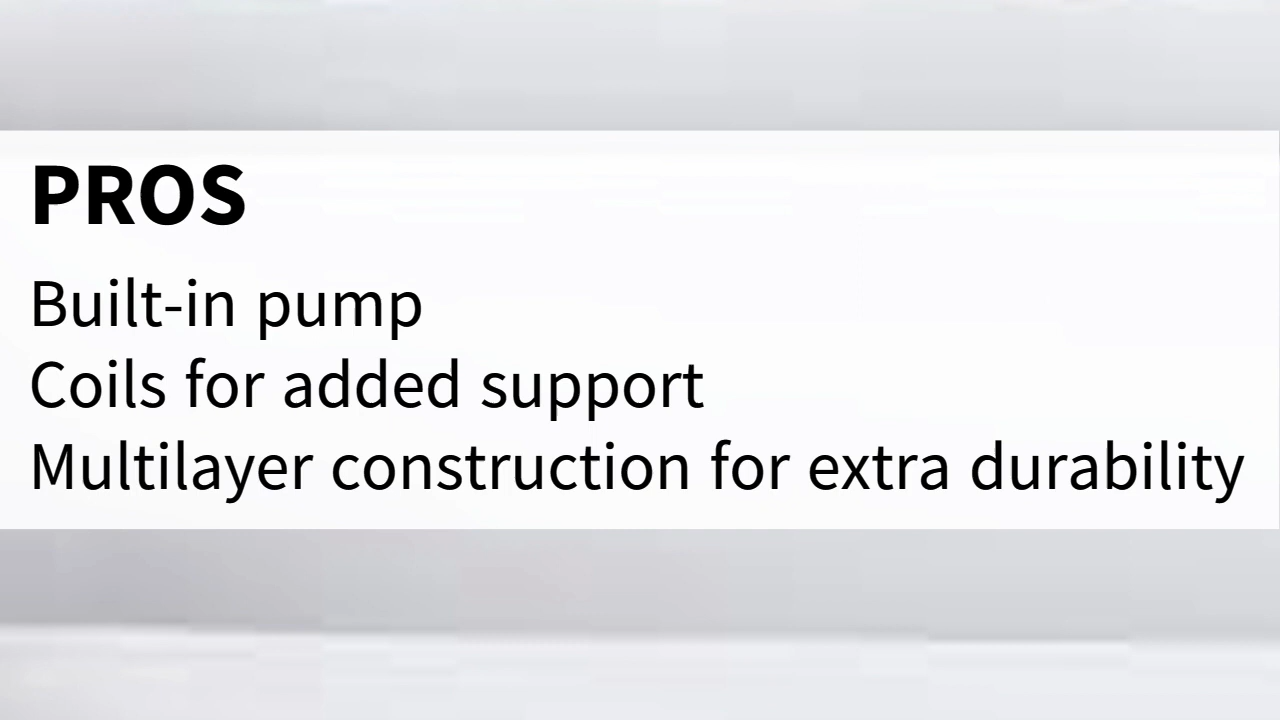 PROS
Built-in pump
Coils for added support
Multilayer construction for extra durability